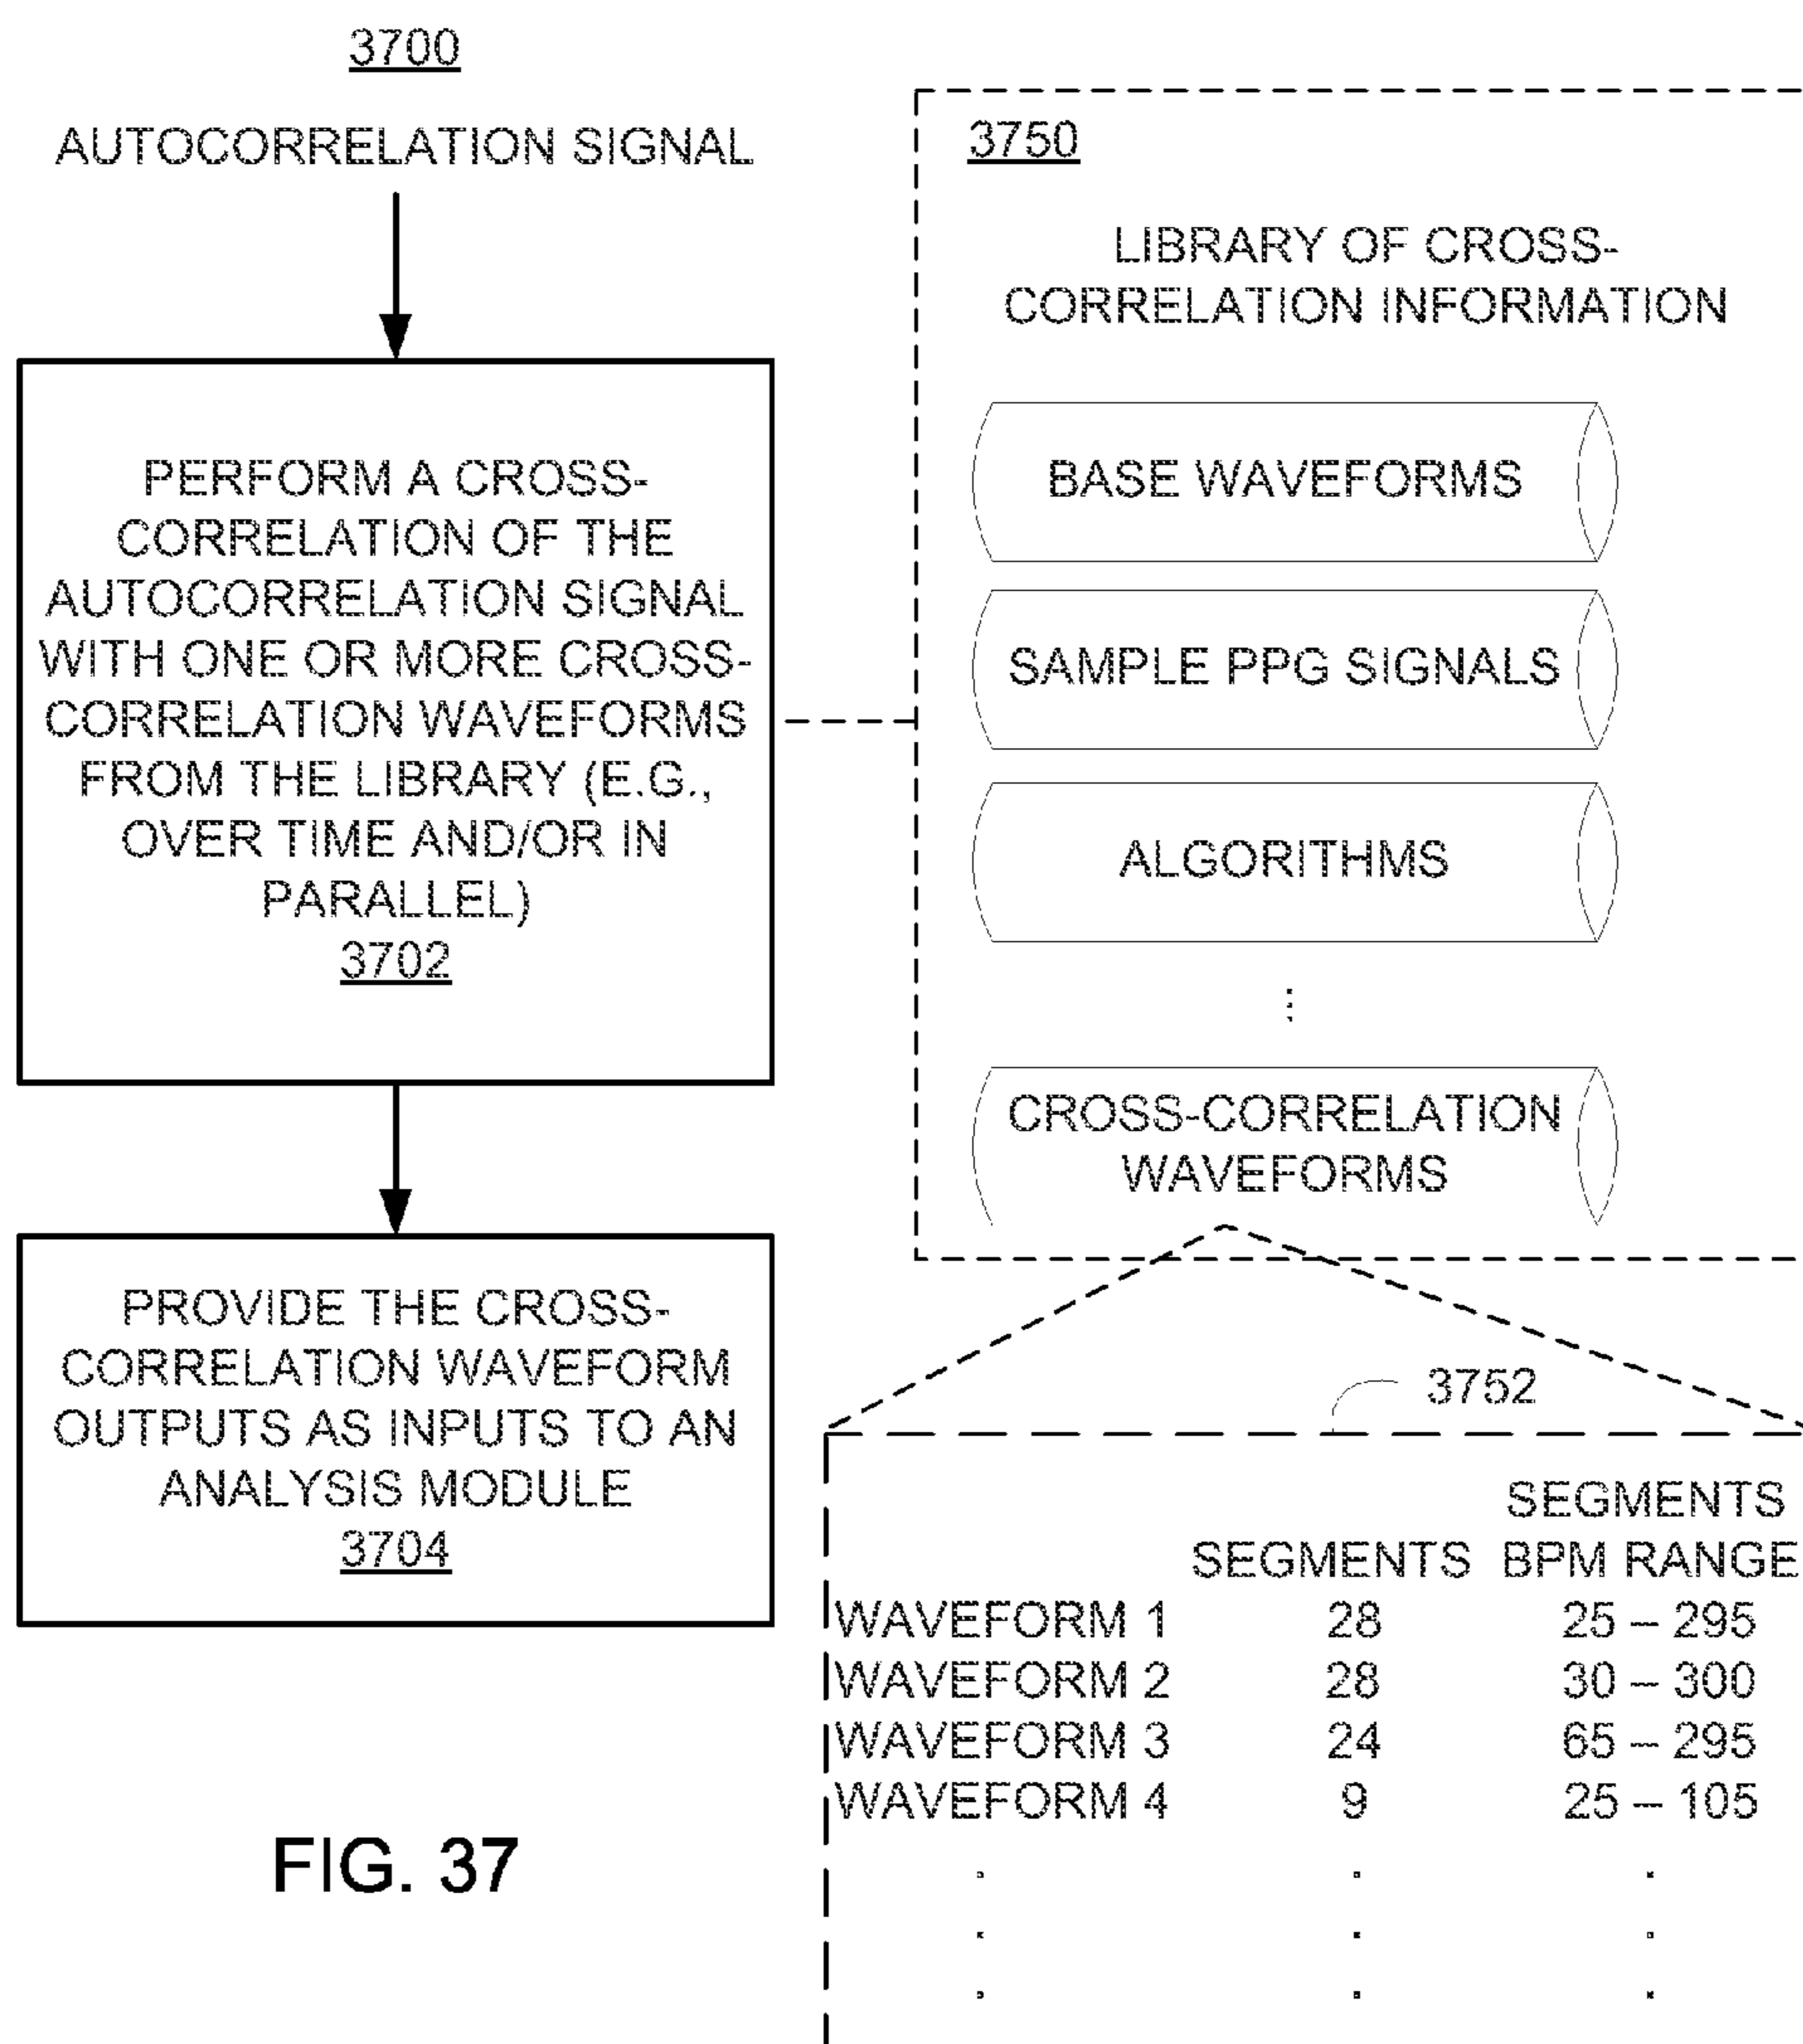 3700
AUTOCORRELATION SIGNAL
PERFORM A CROSS-
CORRELATION OF THE
AUTOCORRELATION SIGNAL
WITH ONE OR MORE CROSS-
CORRELATION WAVEFORMS
FROM THE LIBRARY (E.G.,
OVER TIME AND/OR IN
PARALLEL)
3702
PROVIDE THE CROSS-
CORRELATION WAVEFORM
OUTPUTS AS INPUTS TO AN
ANALYSIS MODULE
3704
3750
LIBRARY OF CROSS-
CORRELATION INFORMATION
BASE WAVEFORMS
SAMPLE PPG SIGNALS
ALGORITHMS
CROSS-CORRELATION
WAVEFORMS
3752
SEGMENTS
SEGMENTS BPM RANGE
WAVEFORM 1 28 25 – 295
WAVEFORM 2 28 30 – 300
WAVEFORM 3 24 65 – 295
WAVEFORM 4 9 25 – 105
FIG. 37